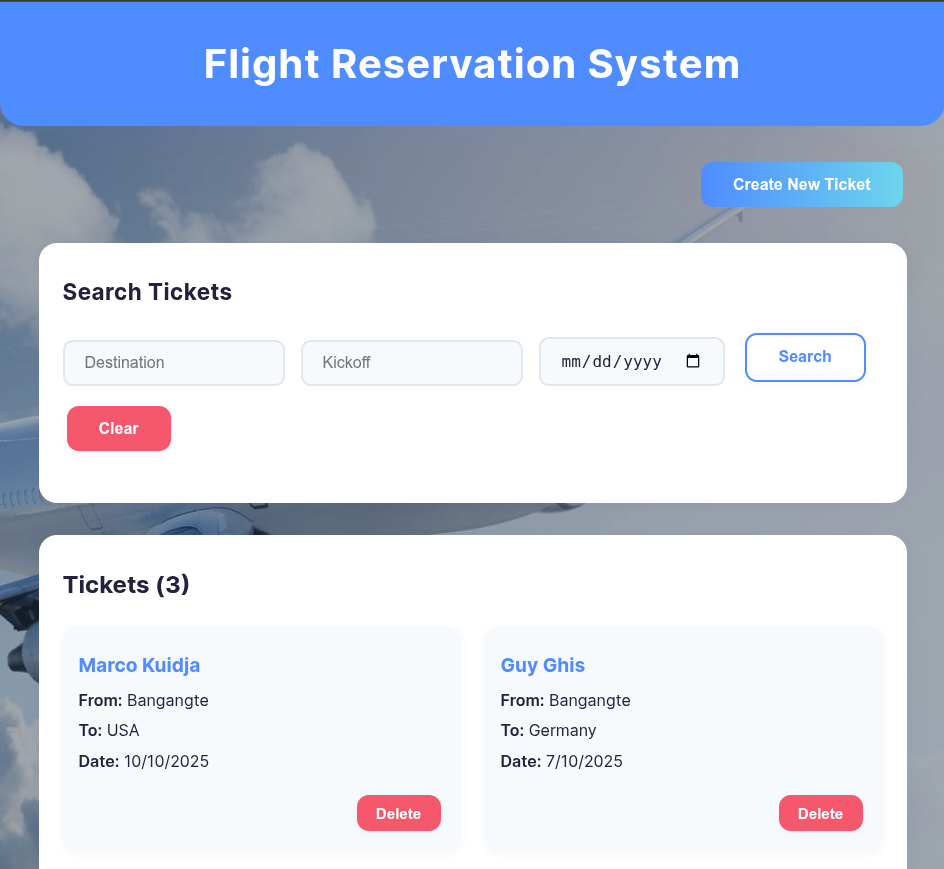 Flight Reservation System
Create New Ticket
Search Tickets
Destination
Kickoff
mm/dd/yyyy
Search
Clear
Tickets (3)
Marco Kuidja
From: Bangangte
To: USA
Date: 10/10/2025
Delete
Guy Ghis
From: Bangangte
To: Germany
Date: 7/10/2025
Delete